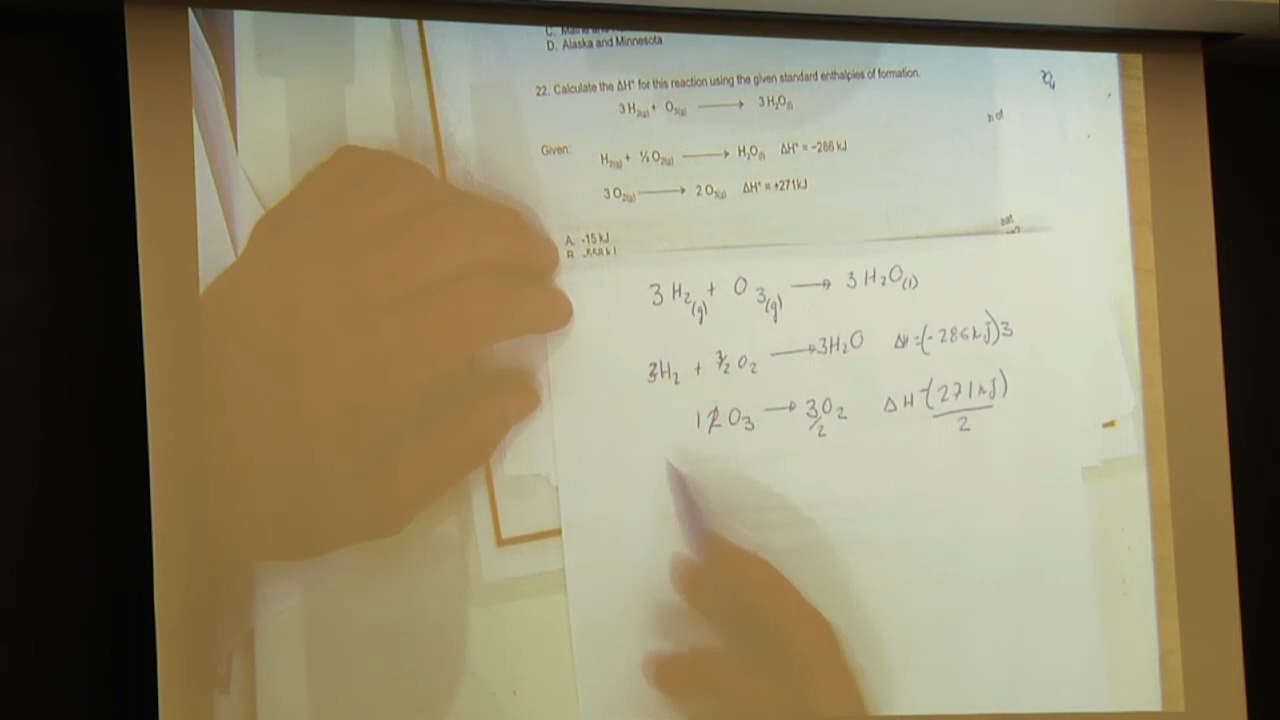 D. Alaska and Minnesota
22. Calculate the ΔH° for this reaction using the given standard enthalpies of formation.
3 H₂(g) + O₃(g) ⟶ 3 H₂O(l)
Given:
H₂(g) + ½ O₂(g) ⟶ H₂O(l) ΔH° = -286 kJ
3 O₂(g) ⟶ 2 O₃(g) ΔH° = +271kJ
A. -15 kJ
3 H₂(g) + O₃(g) → 3 H₂O(l)
3H₂ + 3/2 O₂ → 3H₂O ΔH=(-286kJ)3
1 2 O₃ → 3/2 O₂ ΔH -(271kJ)/2